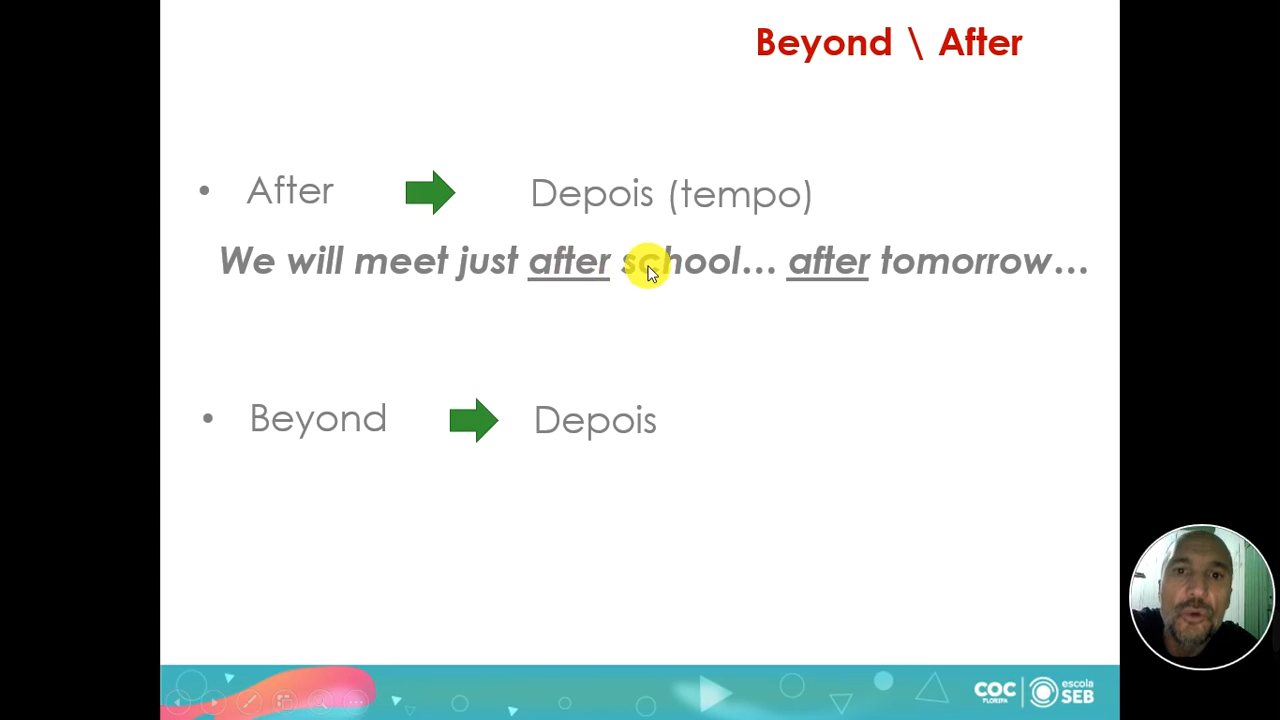 Beyond \ After
• After Depois (tempo)
We will meet just after school... after tomorrow...
• Beyond Depois
COC FLORIPA escola SEB